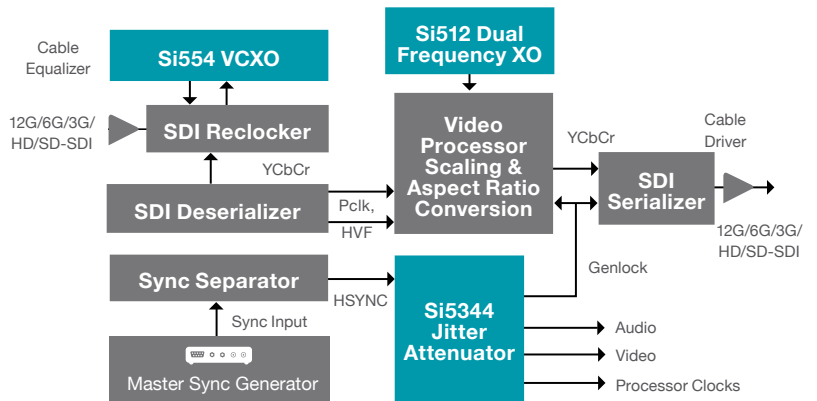 Cable
Equalizer
Si554 VCXO
Si512 Dual
Frequency XO
12G/6G/3G/
HD/SD-SDI
SDI Reclocker
YCbCr
SDI Deserializer
Pclk,
HVF
Video
Processor
Scaling &
Aspect Ratio
Conversion
YCbCr
Cable
Driver
SDI
Serializer
12G/6G/3G/
HD/SD-SDI
Genlock
Sync Separator
HSYNC
Sync Input
Master Sync Generator
Si5344
Jitter
Attenuator
Audio
Video
Processor Clocks